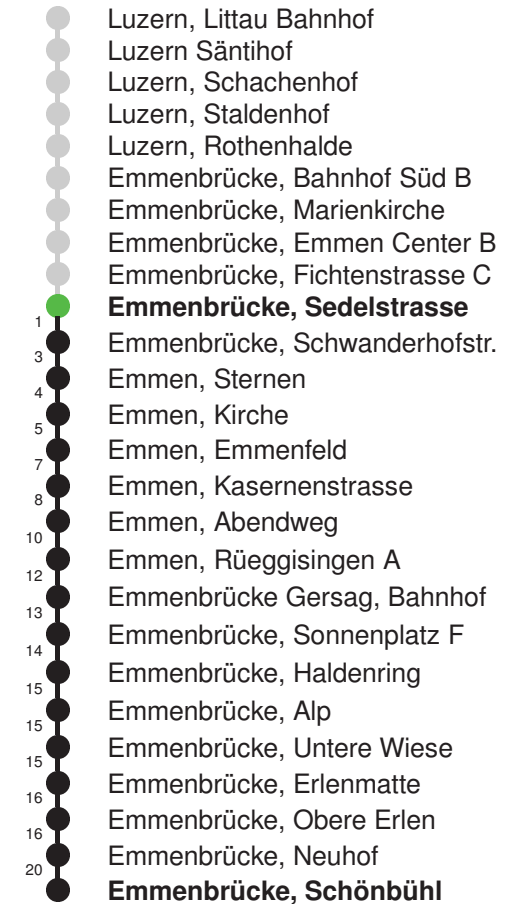 Luzern, Littau Bahnhof
Luzern Säntihof
Luzern, Schachenhof
Luzern, Staldenhof
Luzern, Rothenhalde
Emmenbrücke, Bahnhof Süd B
Emmenbrücke, Marienkirche
Emmenbrücke, Emmen Center B
Emmenbrücke, Fichtenstrasse C
Emmenbrücke, Sedelstrasse
1
Emmenbrücke, Schwanderhofstr.
3
Emmen, Sternen
4
Emmen, Kirche
5
Emmen, Emmenfeld
7
Emmen, Kasernenstrasse
8
Emmen, Abendweg
10
Emmen, Rüeggisingen A
12
Emmenbrücke Gersag, Bahnhof
13
Emmenbrücke, Sonnenplatz F
14
Emmenbrücke, Haldenring
15
Emmenbrücke, Alp
15
Emmenbrücke, Untere Wiese
15
Emmenbrücke, Erlenmatte
16
Emmenbrücke, Obere Erlen
16
Emmenbrücke, Neuhof
20
Emmenbrücke, Schönbühl